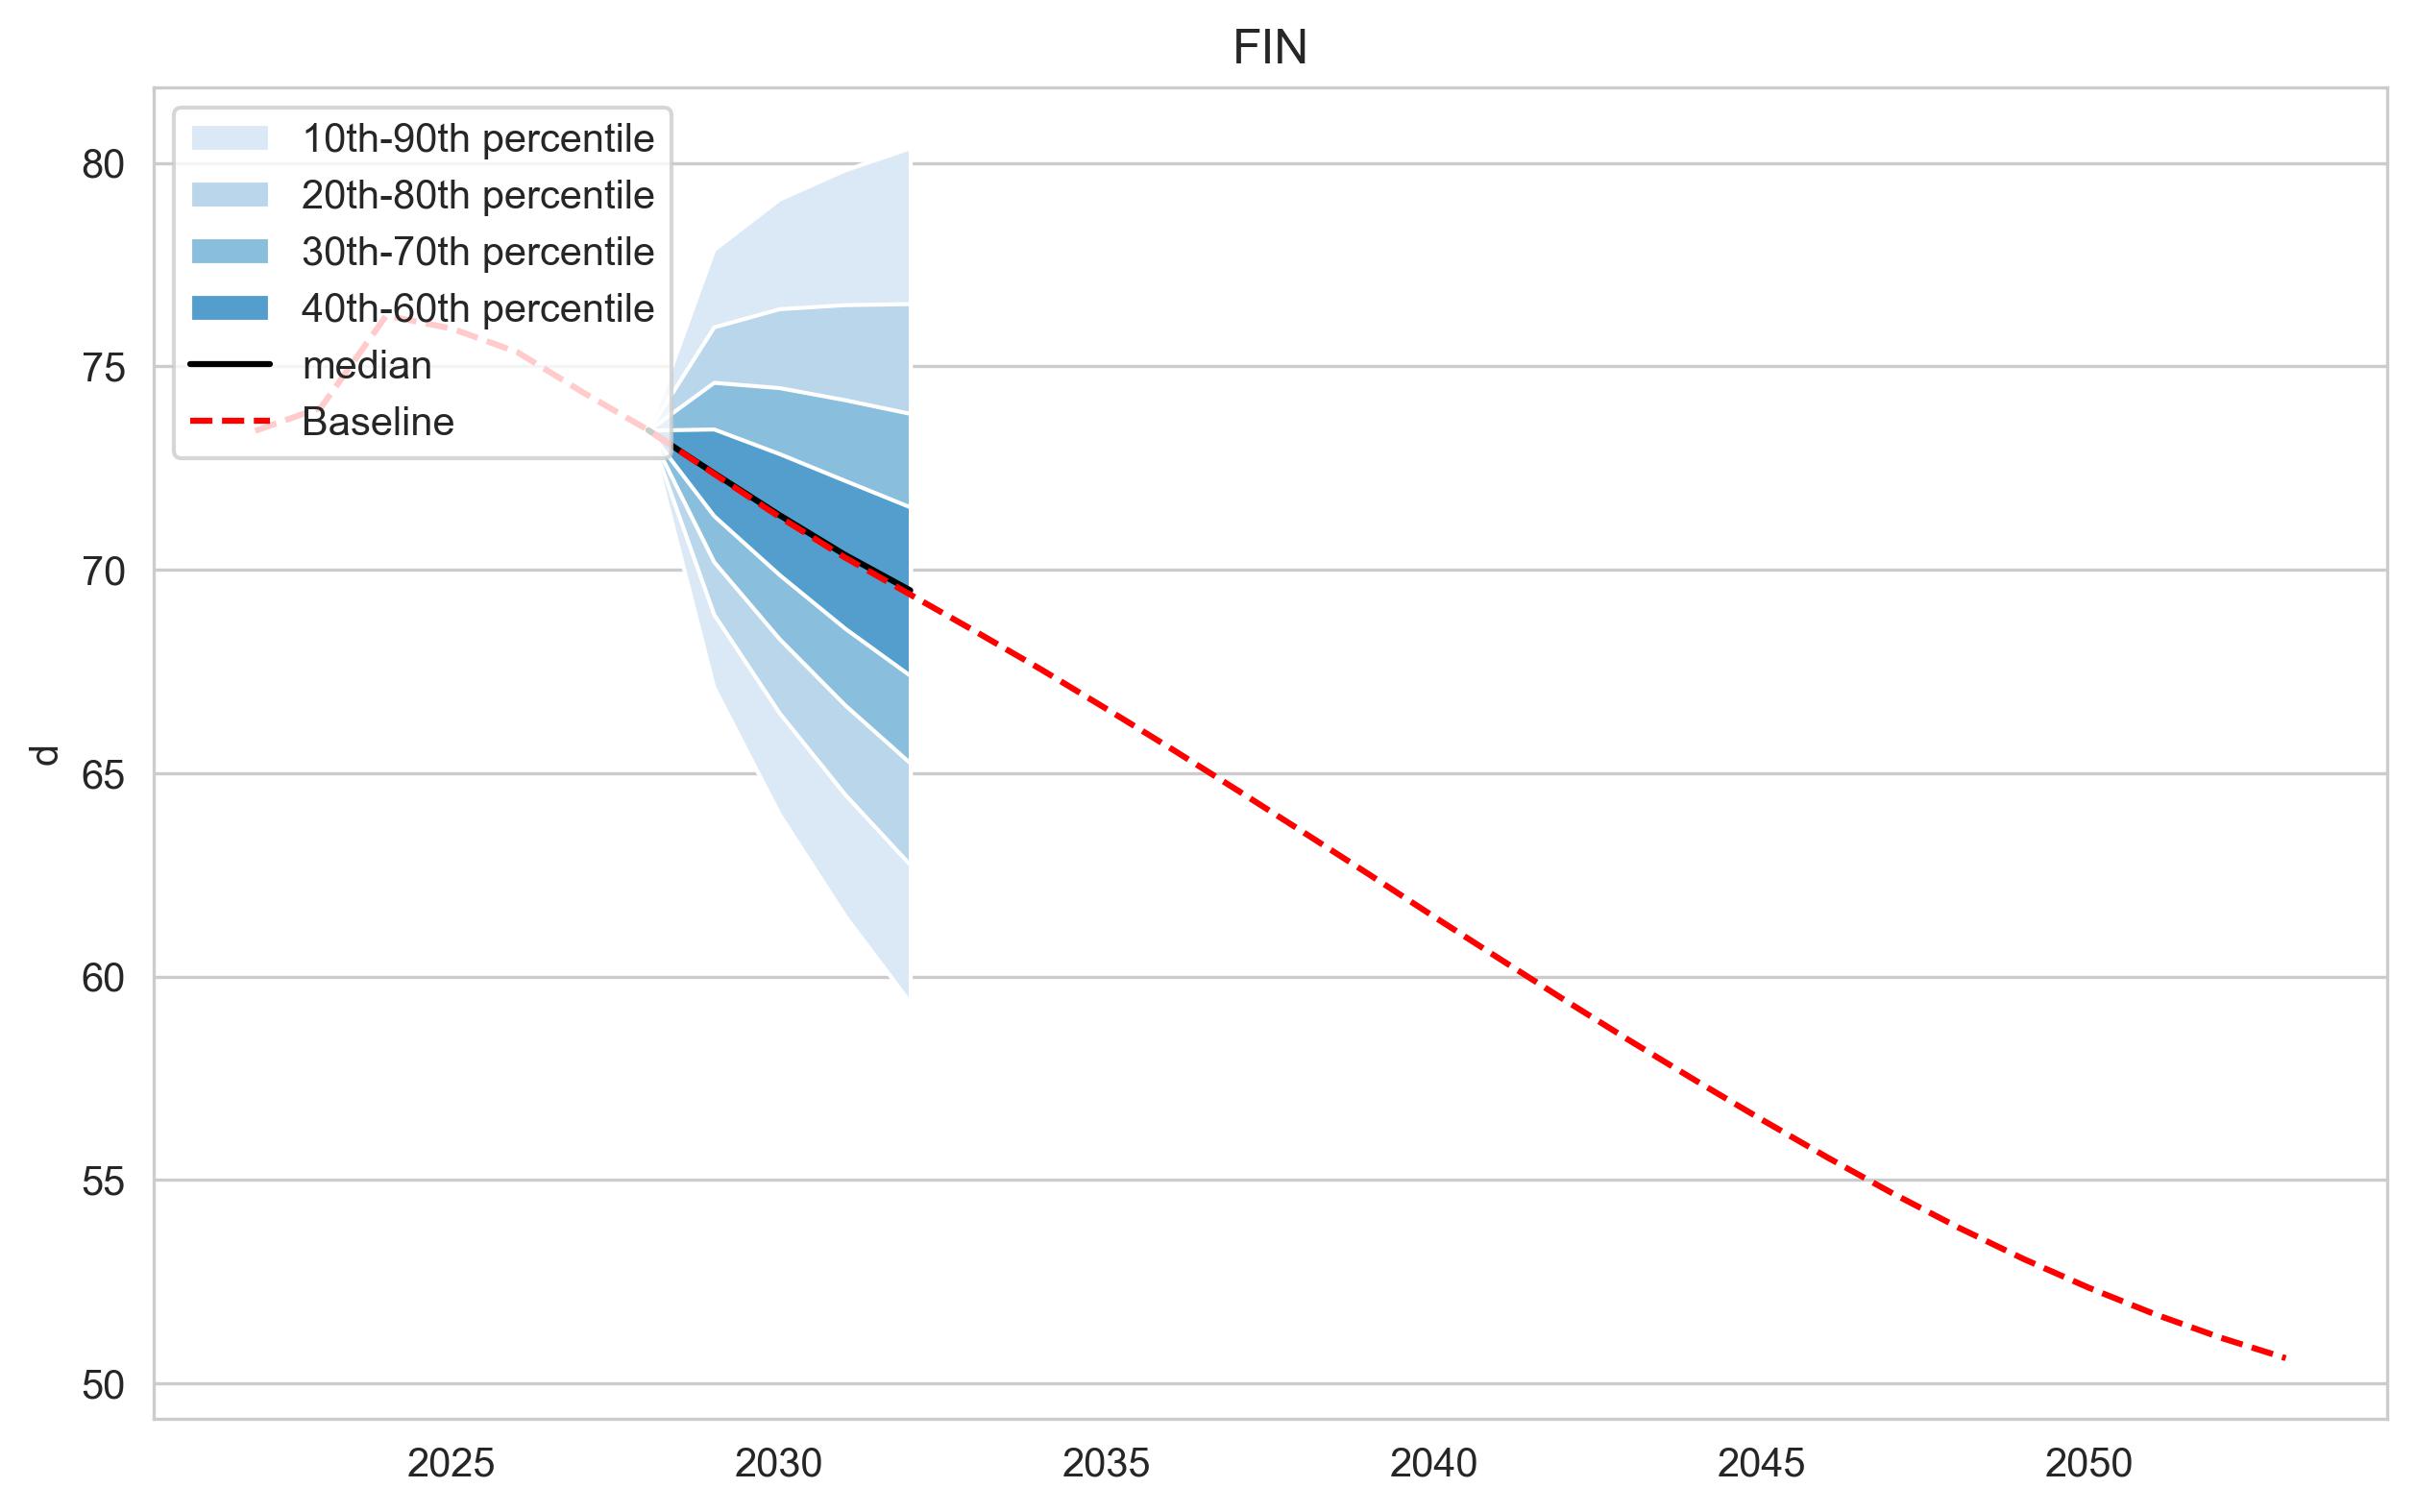 FIN
10th-90th percentile
20th-80th percentile
30th-70th percentile
40th-60th percentile
median
Baseline
d
80
75
70
65
60
55
50
2025 2030 2035 2040 2045 2050